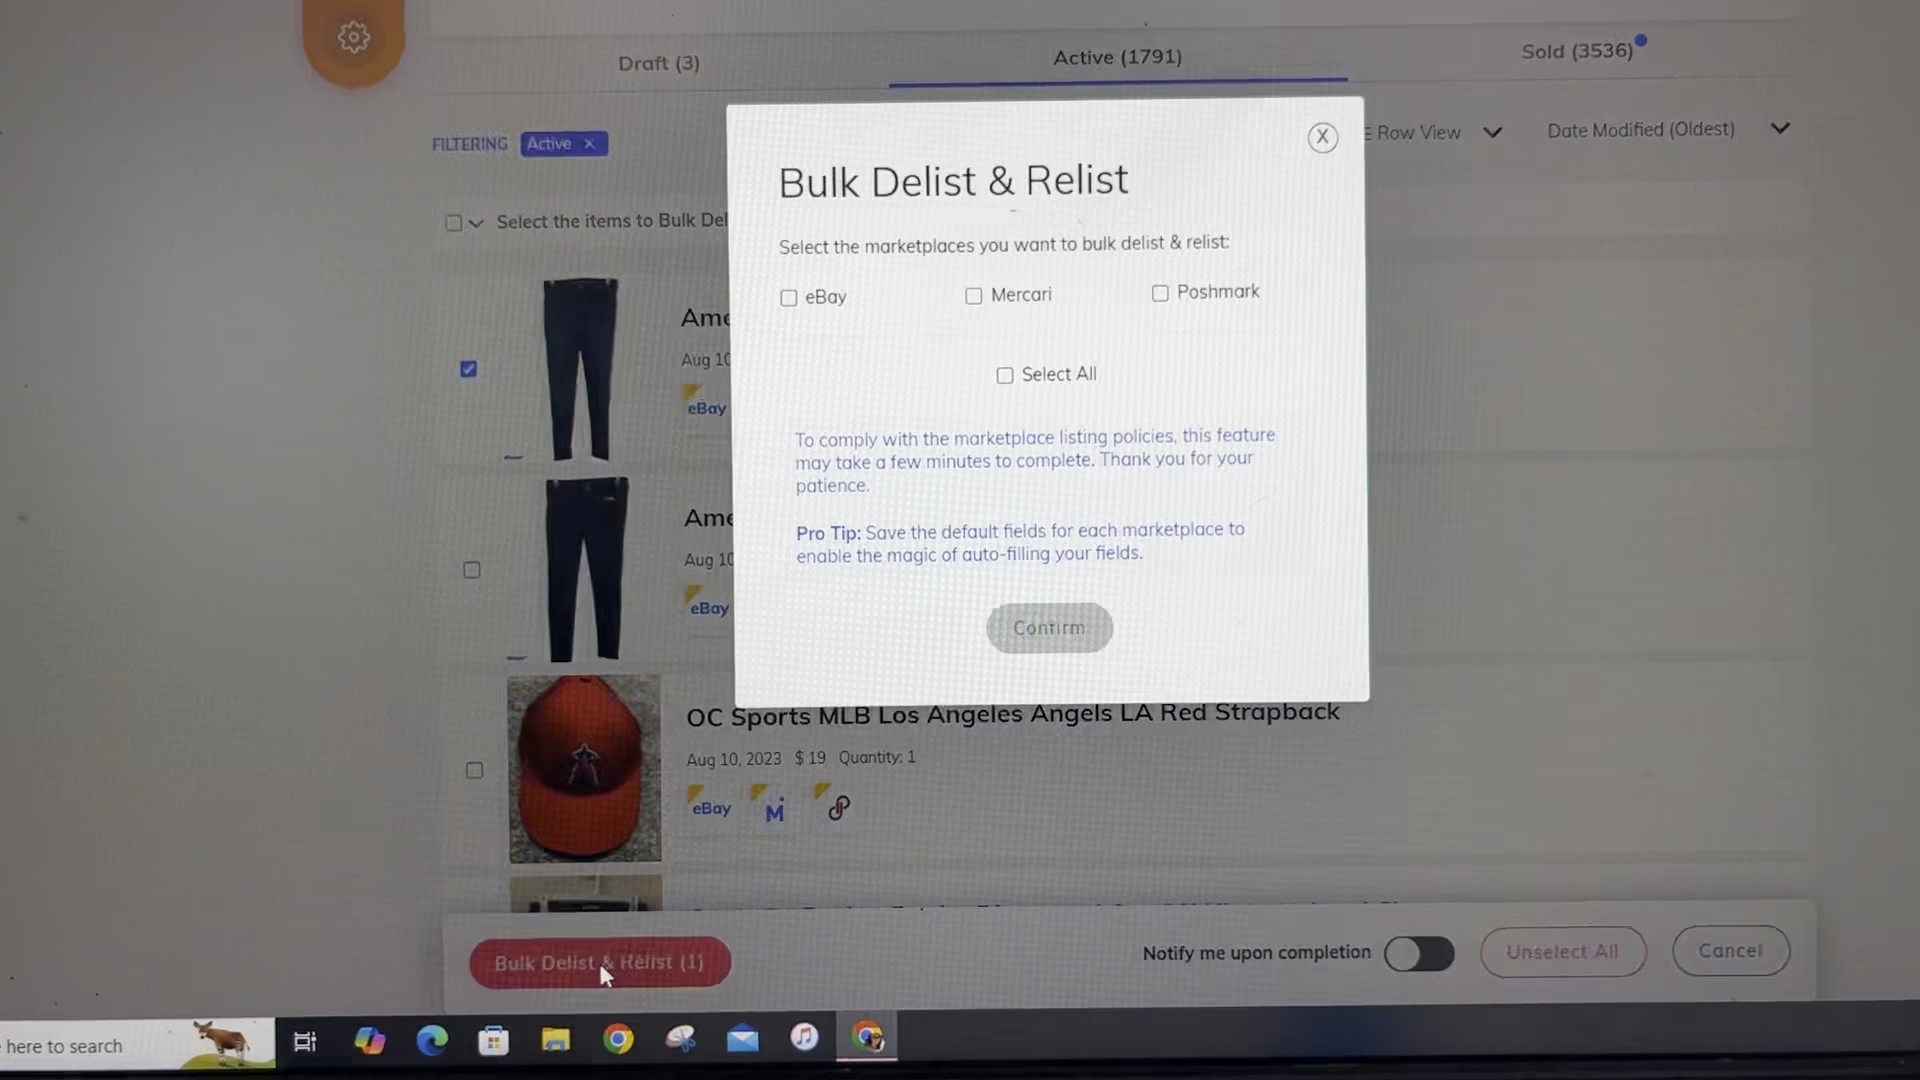 Draft (3)
Active (1791)
Sold (3536)
FILTERING
Active ×
Row View
Date Modified (Oldest)
X
Bulk Delist & Relist
Select the marketplaces you want to bulk delist & relist:
Select the items to Bulk Del
eBay
Mercari
Poshmark
Select All
Ame
Aug 10
eBay
To comply with the marketplace listing policies, this feature
may take a few minutes to complete. Thank you for your
patience.
Pro Tip: Save the default fields for each marketplace to
enable the magic of auto-filling your fields.
Confirm
Ame
Aug 10
eBay
OC Sports MLB Los Angeles Angels LA Red Strapback
Aug 10, 2023 $ 19 Quantity: 1
eBay
M
Bulk Delist & Relist (1)
Notify me upon completion
Unselect All
Cancel
here to search